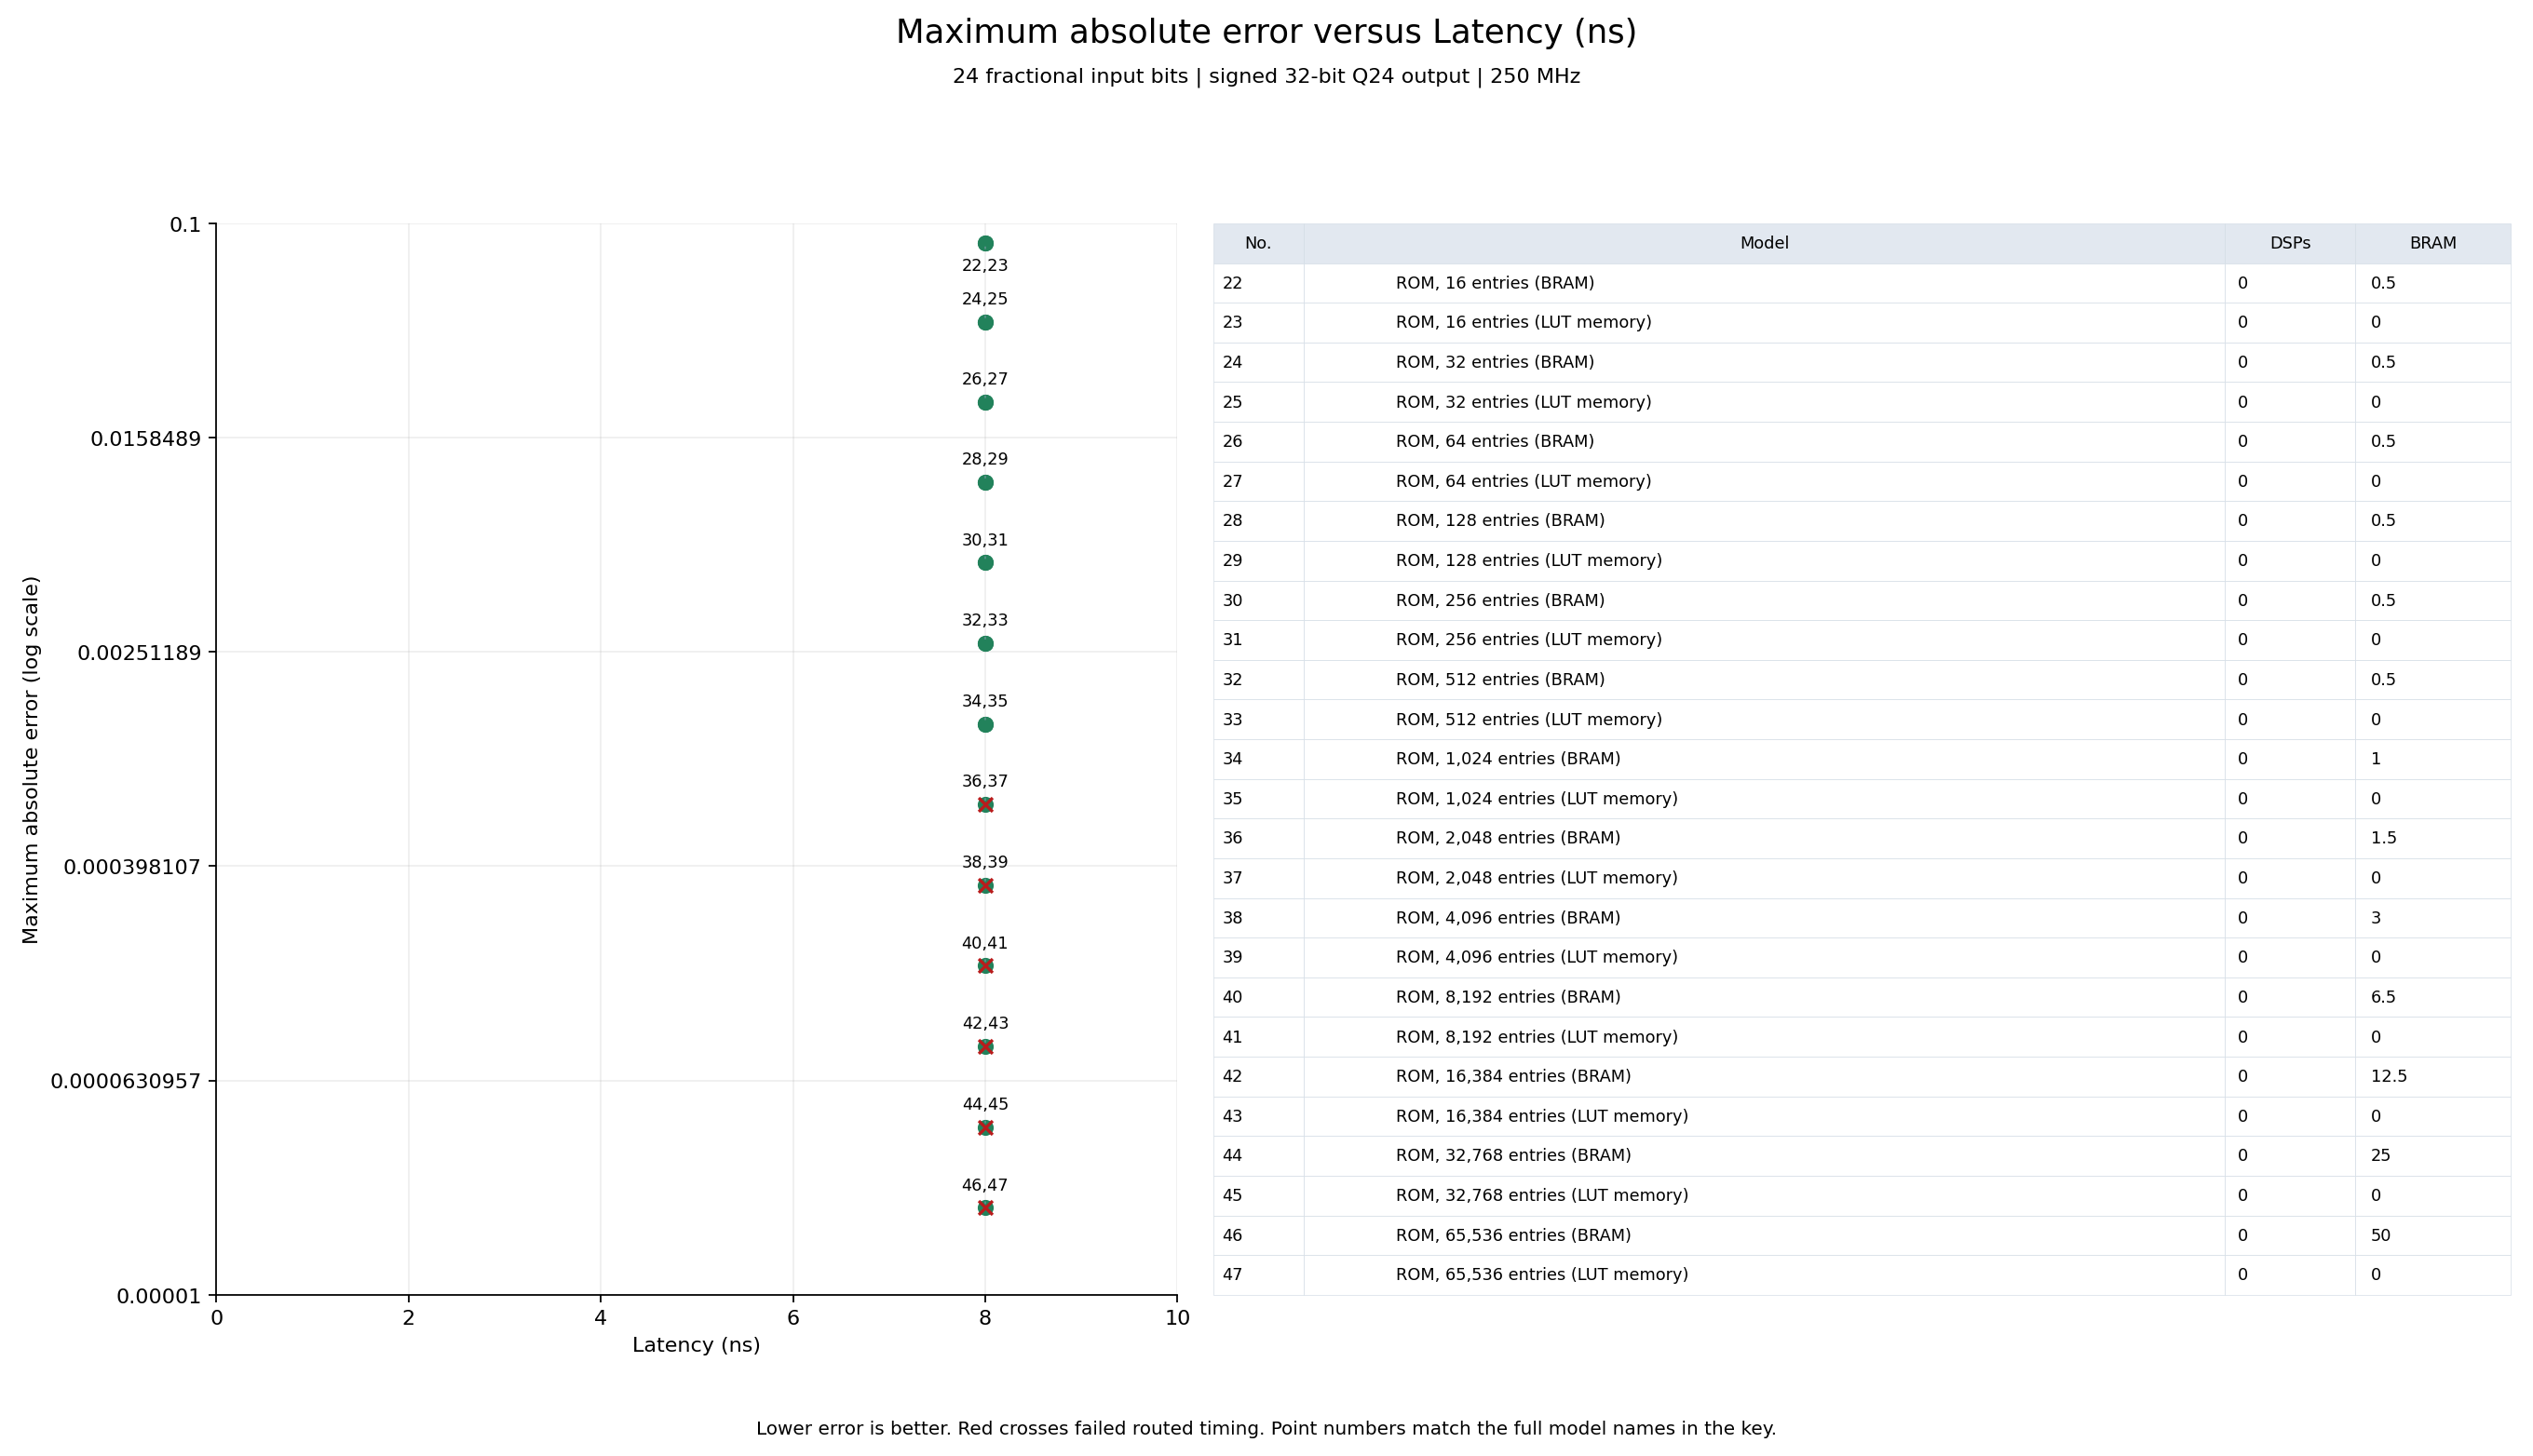 Maximum absolute error versus Latency (ns)
24 fractional input bits | signed 32-bit Q24 output | 250 MHz
Maximum absolute error (log scale)
0.1
0.0158489
0.00251189
0.000398107
0.0000630957
0.00001
22,23
24,25
26,27
28,29
30,31
32,33
34,35
36,37
38,39
40,41
42,43
44,45
46,47
0 2 4 6 8 10
Latency (ns)
No. Model DSPs BRAM
22 ROM, 16 entries (BRAM) 0 0.5
23 ROM, 16 entries (LUT memory) 0 0
24 ROM, 32 entries (BRAM) 0 0.5
25 ROM, 32 entries (LUT memory) 0 0
26 ROM, 64 entries (BRAM) 0 0.5
27 ROM, 64 entries (LUT memory) 0 0
28 ROM, 128 entries (BRAM) 0 0.5
29 ROM, 128 entries (LUT memory) 0 0
30 ROM, 256 entries (BRAM) 0 0.5
31 ROM, 256 entries (LUT memory) 0 0
32 ROM, 512 entries (BRAM) 0 0.5
33 ROM, 512 entries (LUT memory) 0 0
34 ROM, 1,024 entries (BRAM) 0 1
35 ROM, 1,024 entries (LUT memory) 0 0
36 ROM, 2,048 entries (BRAM) 0 1.5
37 ROM, 2,048 entries (LUT memory) 0 0
38 ROM, 4,096 entries (BRAM) 0 3
39 ROM, 4,096 entries (LUT memory) 0 0
40 ROM, 8,192 entries (BRAM) 0 6.5
41 ROM, 8,192 entries (LUT memory) 0 0
42 ROM, 16,384 entries (BRAM) 0 12.5
43 ROM, 16,384 entries (LUT memory) 0 0
44 ROM, 32,768 entries (BRAM) 0 25
45 ROM, 32,768 entries (LUT memory) 0 0
46 ROM, 65,536 entries (BRAM) 0 50
47 ROM, 65,536 entries (LUT memory) 0 0
Lower error is better. Red crosses failed routed timing. Point numbers match the full model names in the key.